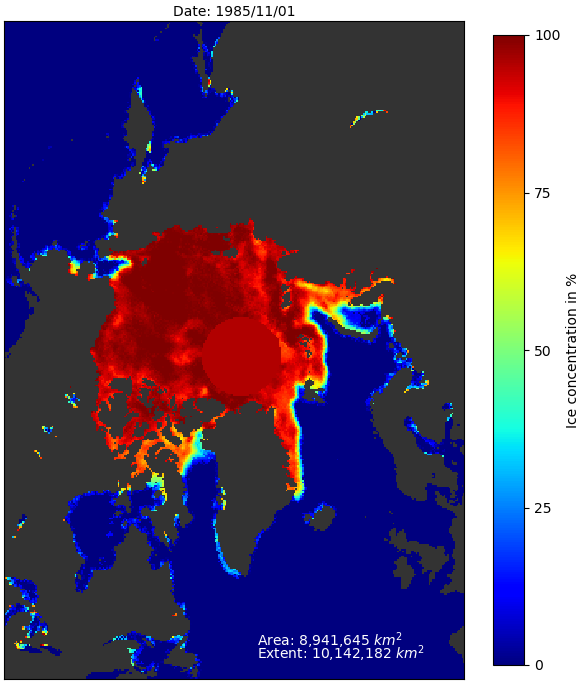 Date: 1985/11/01
100
75
50
25
0
Ice concentration in %
Area: 8,941,645 km²
Extent: 10,142,182 km²